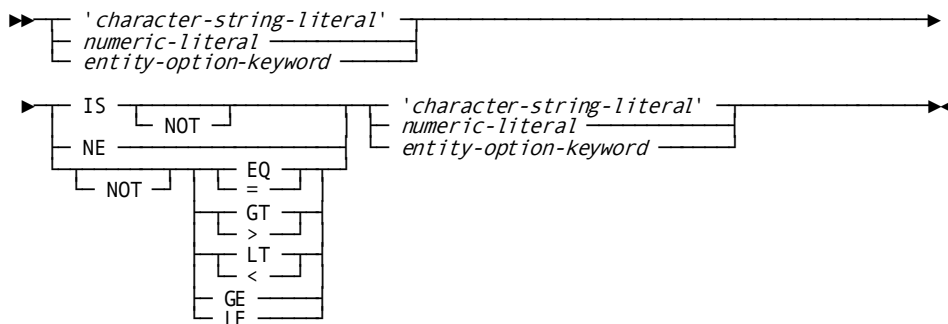 'character-string-literal'
numeric-literal
entity-option-keyword
IS NOT 'character-string-literal'
NE numeric-literal
entity-option-keyword
NOT EQ
=
GT
>
LT
<
GE
LE